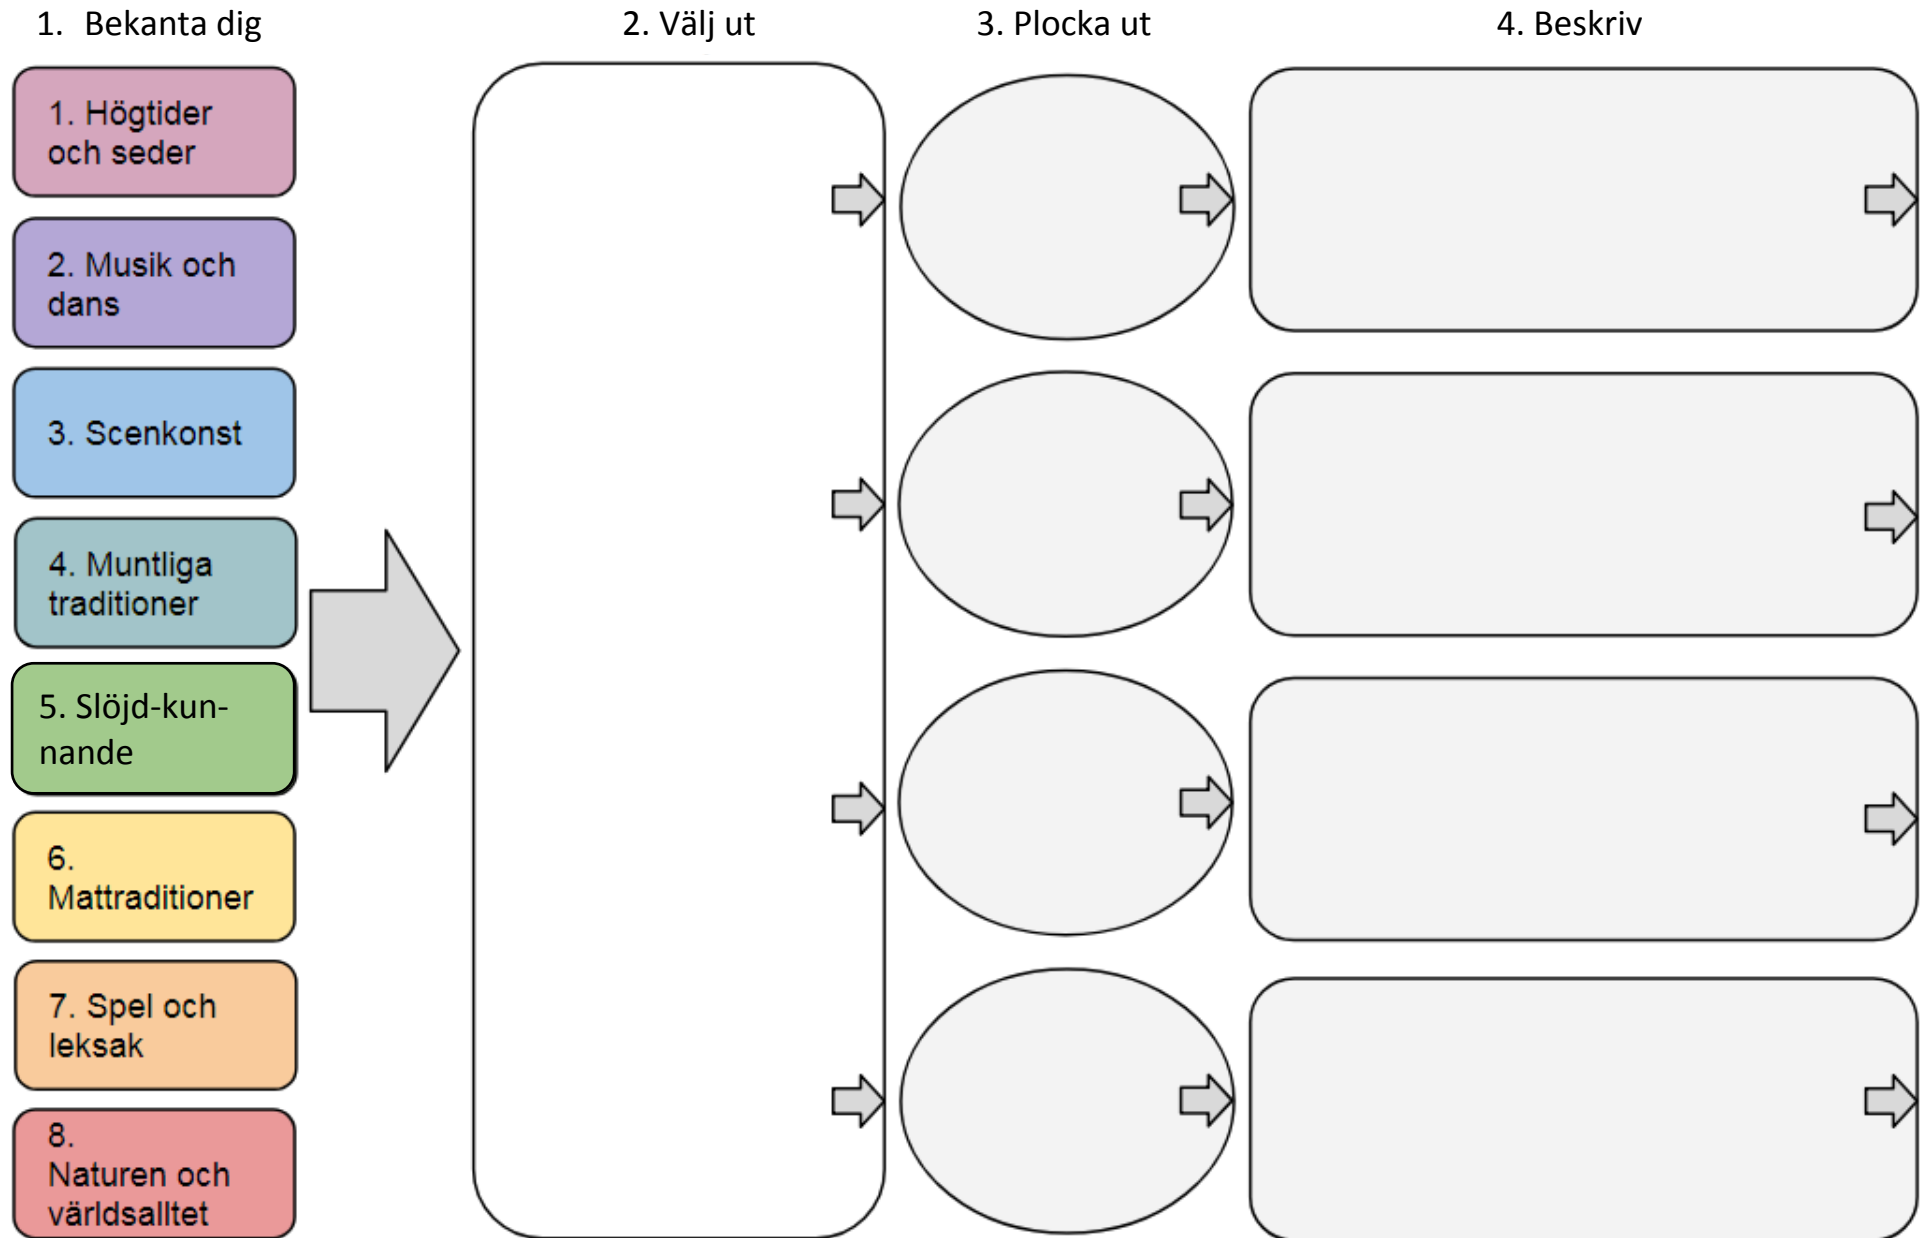 1. Bekanta dig
2. Välj ut
3. Plocka ut
4. Beskriv
1. Högtider
och seder
2. Musik och
dans
3. Scenkonst
4. Muntliga
traditioner
5. Slöjd-kun-
nande
6.
Mattraditioner
7. Spel och
leksak
8.
Naturen och
världsalltet